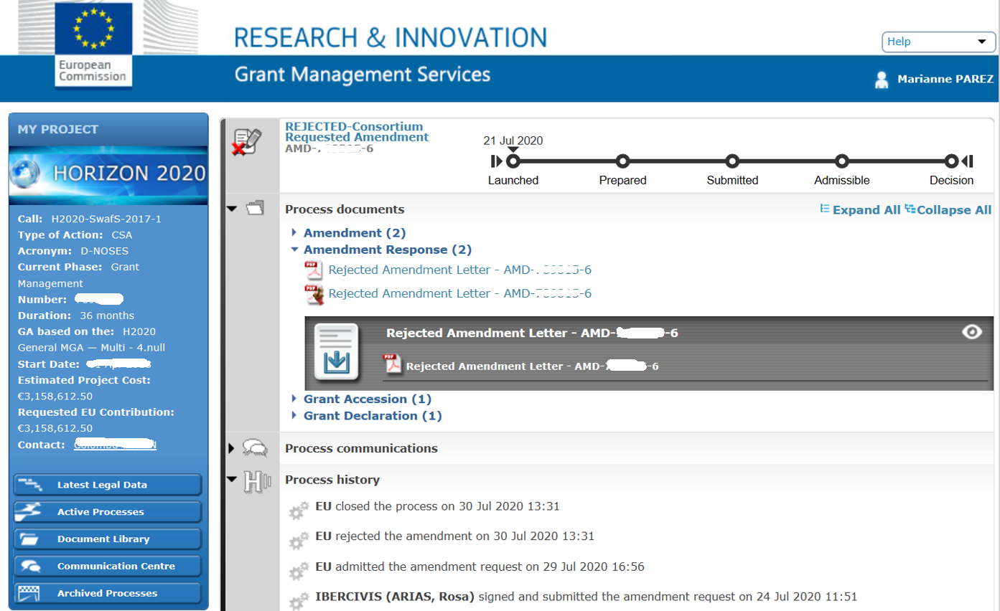 European
Commission
RESEARCH & INNOVATION
Grant Management Services
Help
Marianne PAREZ
MY PROJECT
HORIZON 2020
Call: H2020-SwafS-2017-1
Type of Action: CSA
Acronym: D-NOSES
Current Phase: Grant
Management
Number:
Duration: 36 months
GA based on the: H2020
General MGA — Multi - 4.null
Start Date:
Estimated Project Cost:
€3,158,612.50
Requested EU Contribution:
€3,158,612.50
Contact:
Latest Legal Data
Active Processes
Document Library
Communication Centre
Archived Processes
REJECTED-Consortium
Requested Amendment
AMD- -6
21 Jul 2020
Launched Prepared Submitted Admissible Decision
Process documents
Expand All Collapse All
Amendment (2)
Amendment Response (2)
Rejected Amendment Letter - AMD- -6
Rejected Amendment Letter - AMD- -6
Rejected Amendment Letter - AMD- -6
Rejected Amendment Letter - AMD- -6
Grant Accession (1)
Grant Declaration (1)
Process communications
Process history
EU closed the process on 30 Jul 2020 13:31
EU rejected the amendment on 30 Jul 2020 13:31
EU admitted the amendment request on 29 Jul 2020 16:56
IBERCIVIS (ARIAS, Rosa) signed and submitted the amendment request on 24 Jul 2020 11:51